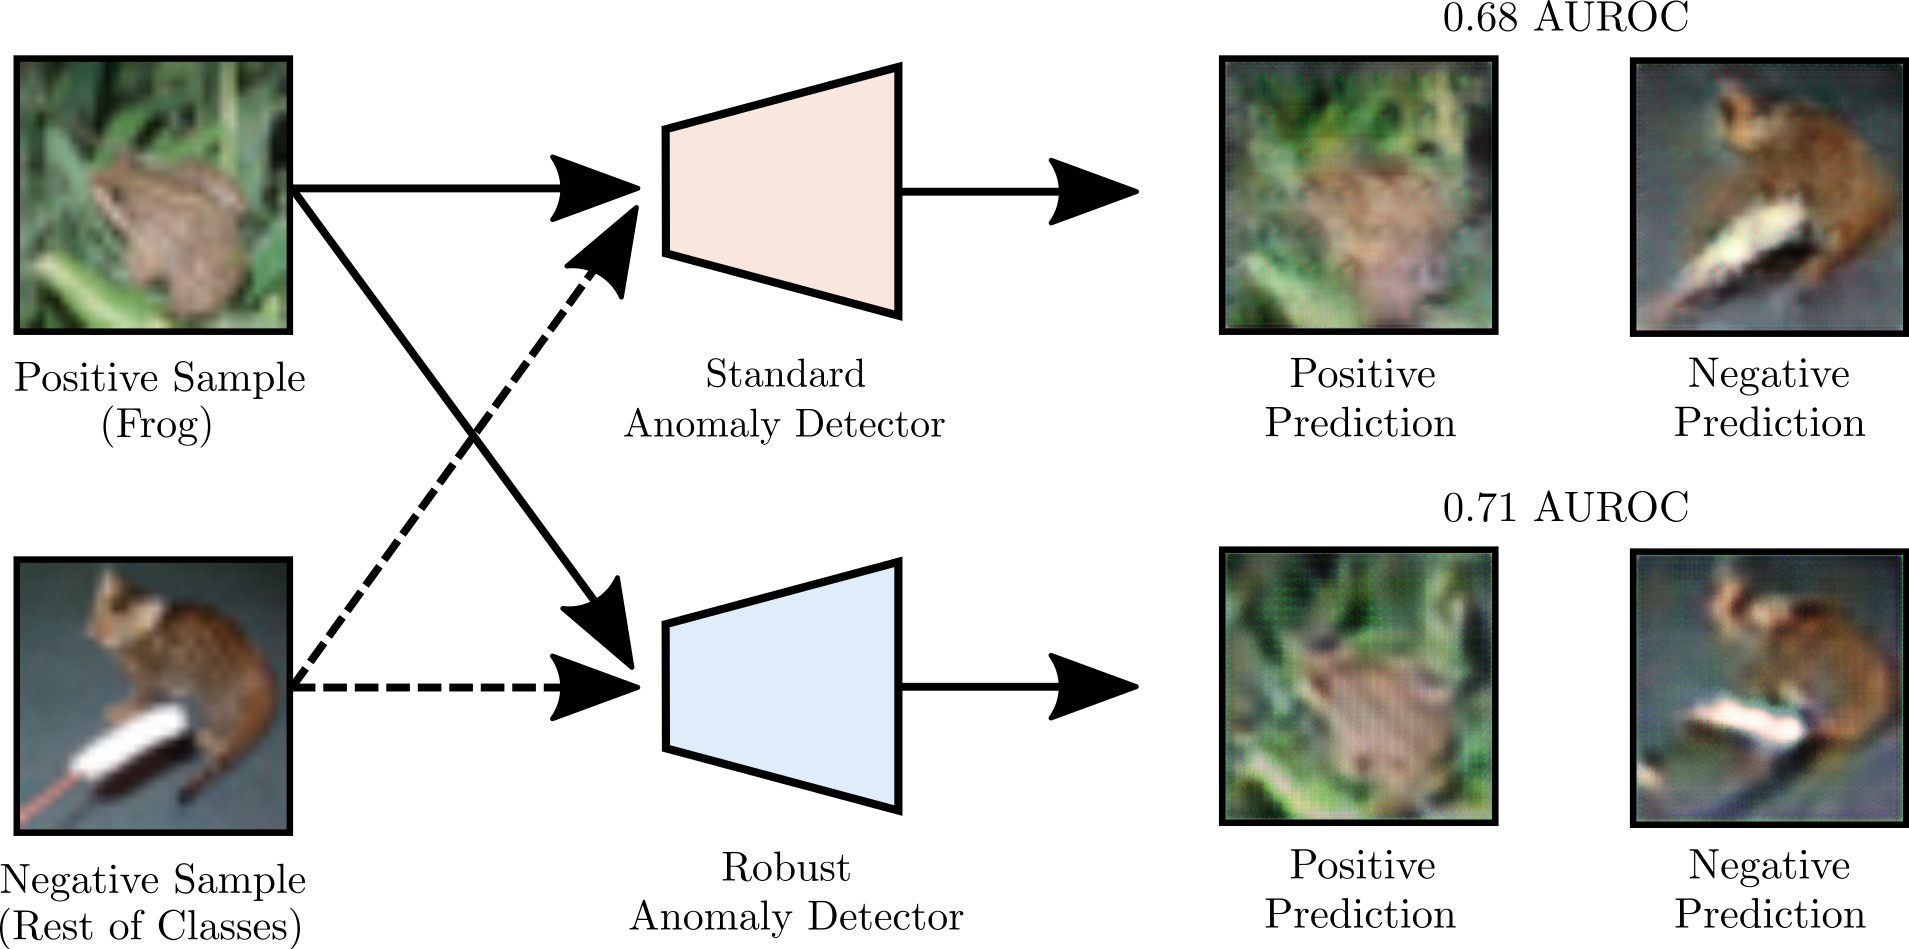 0.68 AUROC
Positive Sample
(Frog)
Standard
Anomaly Detector
Positive
Prediction
Negative
Prediction
0.71 AUROC
Negative Sample
(Rest of Classes)
Robust
Anomaly Detector
Positive
Prediction
Negative
Prediction